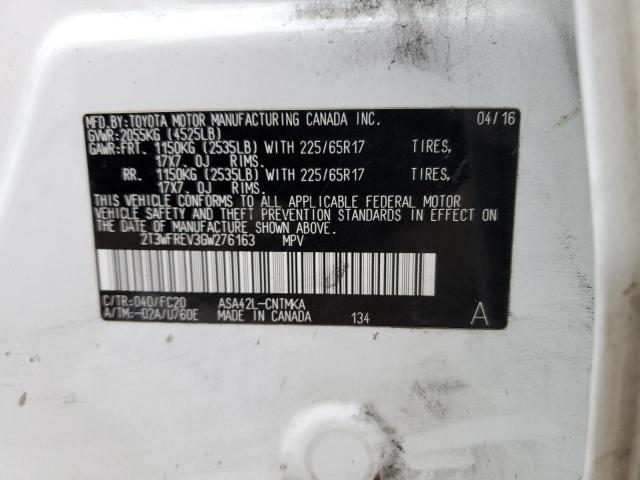 MFD.BY:TOYOTA MOTOR MANUFACTURING CANADA INC. 04/16
GVWR:2055KG (4525LB)
GAWR:FRT. 1150KG (2535LB) WITH 225/65R17 TIRES,
17X7.0J RIMS.
RR. 1150KG (2535LB) WITH 225/65R17 TIRES,
17X7.0J RIMS.
THIS VEHICLE CONFORMS TO ALL APPLICABLE FEDERAL MOTOR
VEHICLE SAFETY AND THEFT PREVENTION STANDARDS IN EFFECT ON
THE DATE OF MANUFACTURE SHOWN ABOVE.
2T3WFREV3GW276163 MPV
C/TR:040/FC20 ASA42L-CNTMKA
A/TM:-02A/U760E MADE IN CANADA 134 A